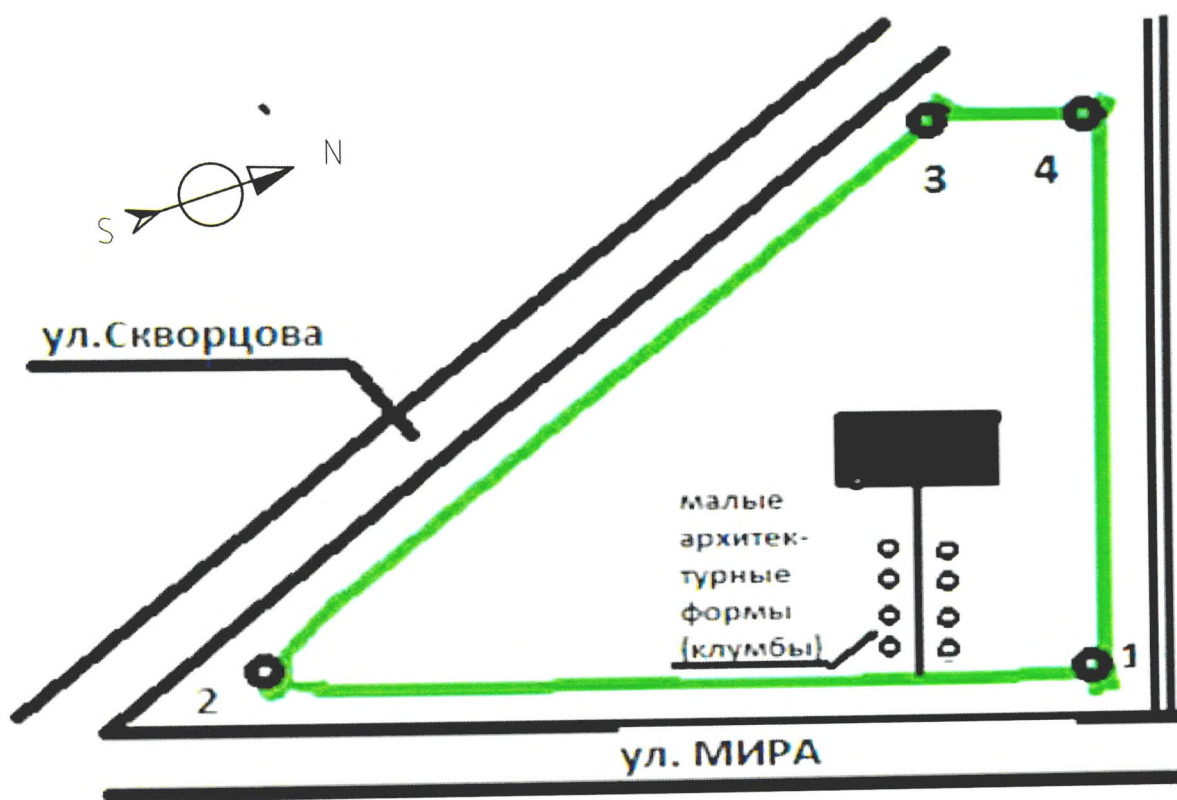 N
S
3
4
ул.Скворцова
малые
архитек-
турные
формы
(клумбы)
1
2
ул. МИРА